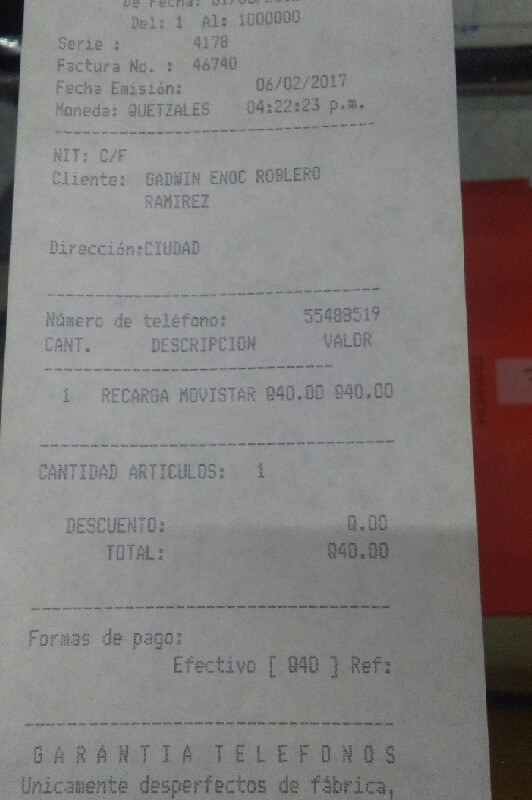 De Fecha:
Del: 1 Al: 1000000
Serie : 4178
Factura No. : 46740
Fecha Emisión: 06/02/2017
Moneda: QUETZALES 04:22:23 p.m.
NIT: C/F
Cliente: GADWIN ENOC ROBLERO
RAMIREZ
Dirección:CIUDAD
Número de teléfono: 55488519
CANT. DESCRIPCION VALOR
1 RECARGA MOVISTAR Q40.00 Q40.00
CANTIDAD ARTICULOS: 1
DESCUENTO: Q.00
TOTAL: Q40.00
Formas de pago:
Efectivo [ Q40 ] Ref:
GARANTIA TELEFONOS
Unicamente desperfectos de fábrica,